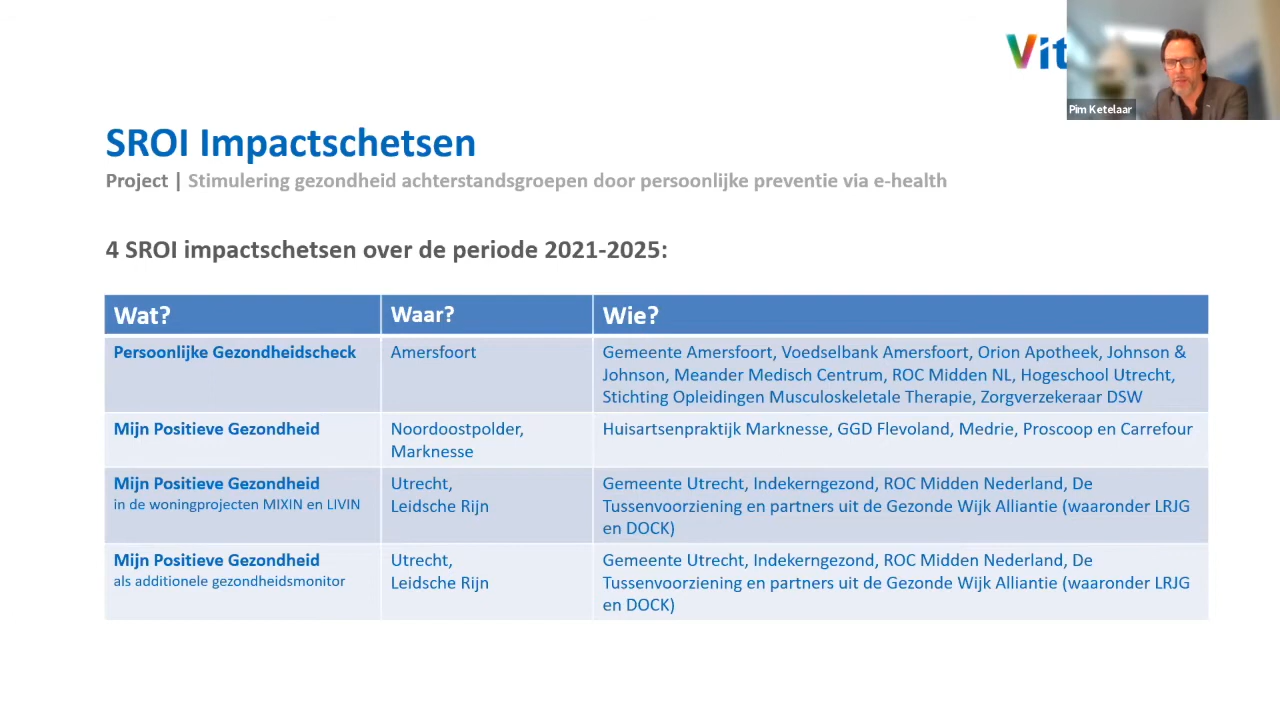 Vit
Pim Ketelaar
SROI Impactschetsen
Project | Stimulering gezondheid achterstandsgroepen door persoonlijke preventie via e-health
4 SROI impactschetsen over de periode 2021-2025:
Wat?
Waar?
Wie?
Persoonlijke Gezondheidscheck
Amersfoort
Gemeente Amersfoort, Voedselbank Amersfoort, Orion Apotheek, Johnson &
Johnson, Meander Medisch Centrum, ROC Midden NL, Hogeschool Utrecht,
Stichting Opleidingen Musculoskeletale Therapie, Zorgverzekeraar DSW
Mijn Positieve Gezondheid
Noordoostpolder,
Marknesse
Huisartsenpraktijk Marknesse, GGD Flevoland, Medrie, Proscoop en Carrefour
Mijn Positieve Gezondheid
in de woningprojecten MIXIN en LIVIN
Utrecht,
Leidsche Rijn
Gemeente Utrecht, Indekerngezond, ROC Midden Nederland, De
Tussenvoorziening en partners uit de Gezonde Wijk Alliantie (waaronder LRJG
en DOCK)
Mijn Positieve Gezondheid
als additionele gezondheidsmonitor
Utrecht,
Leidsche Rijn
Gemeente Utrecht, Indekerngezond, ROC Midden Nederland, De
Tussenvoorziening en partners uit de Gezonde Wijk Alliantie (waaronder LRJG
en DOCK)